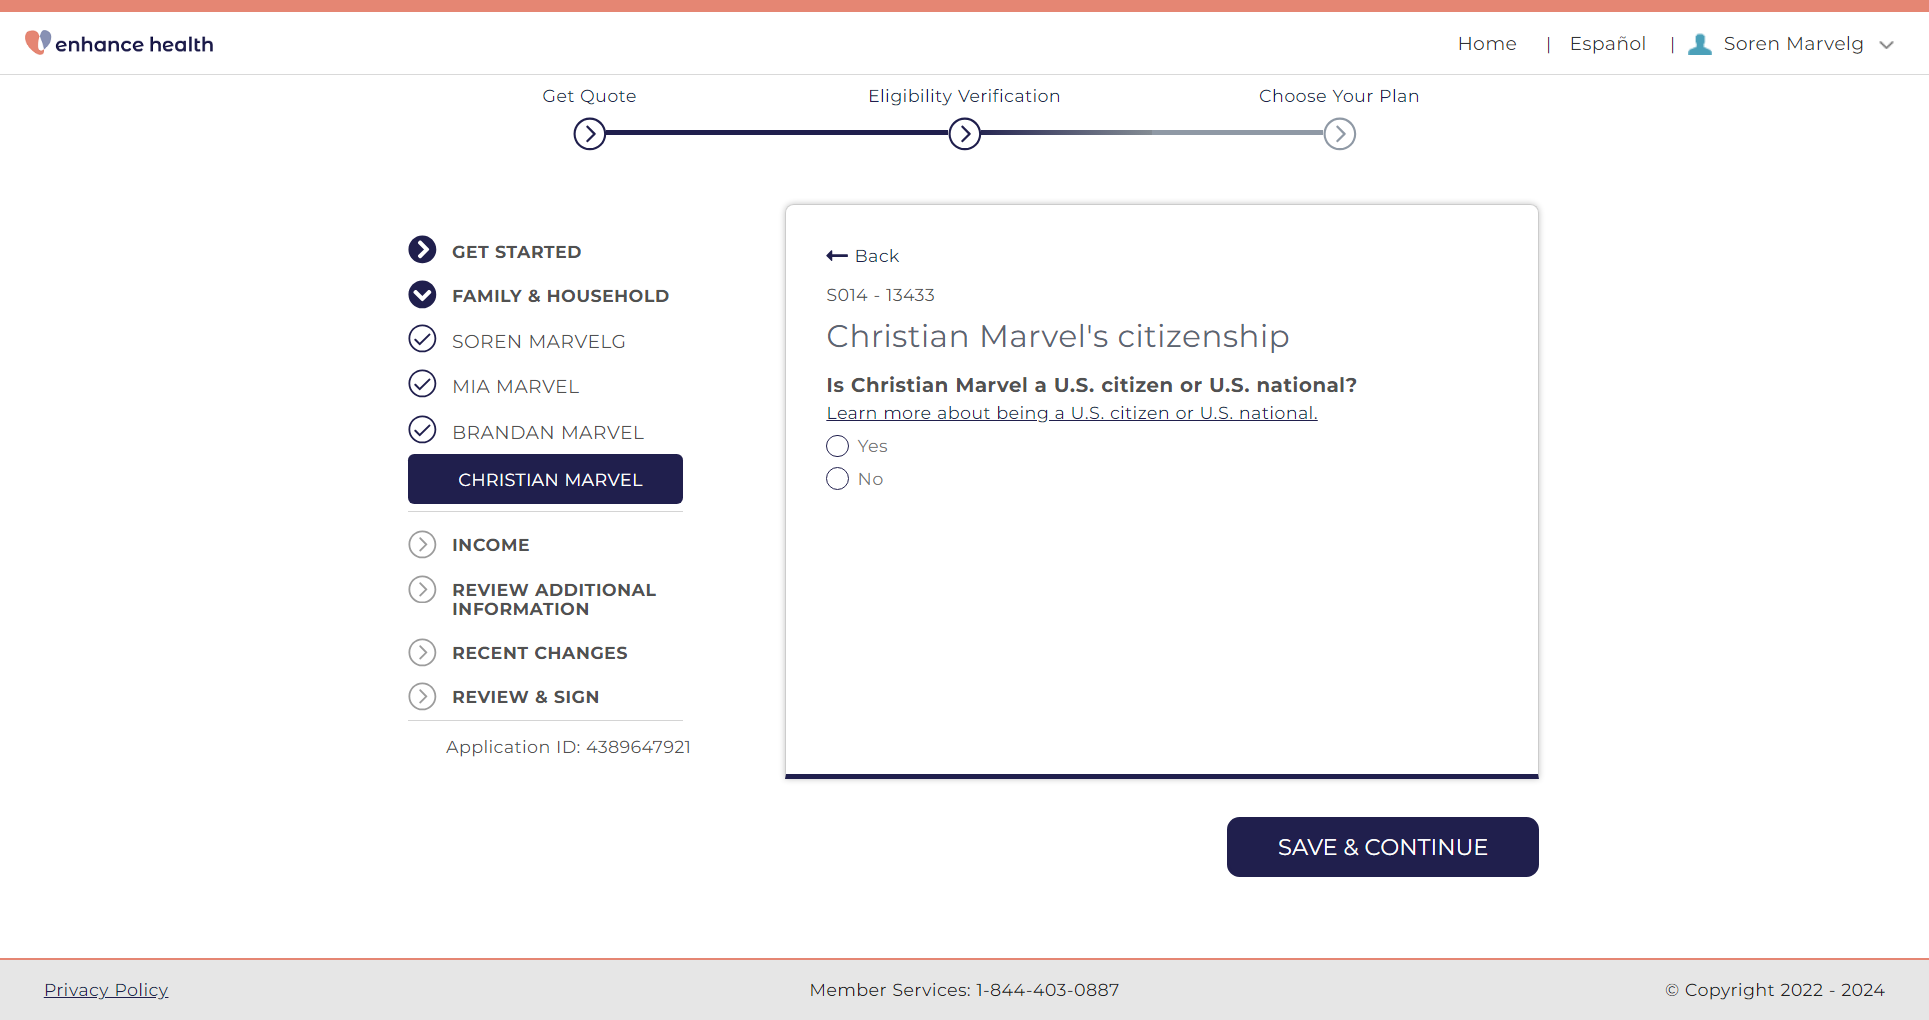 enhance health
Home | Español | Soren Marvelg
Get Quote
Eligibility Verification
Choose Your Plan
GET STARTED
FAMILY & HOUSEHOLD
SOREN MARVELG
MIA MARVEL
BRANDAN MARVEL
CHRISTIAN MARVEL
INCOME
REVIEW ADDITIONAL
INFORMATION
RECENT CHANGES
REVIEW & SIGN
Application ID: 4389647921
Back
S014 - 13433
Christian Marvel's citizenship
Is Christian Marvel a U.S. citizen or U.S. national?
Learn more about being a U.S. citizen or U.S. national.
Yes
No
SAVE & CONTINUE
Privacy Policy
Member Services: 1-844-403-0887
© Copyright 2022 - 2024